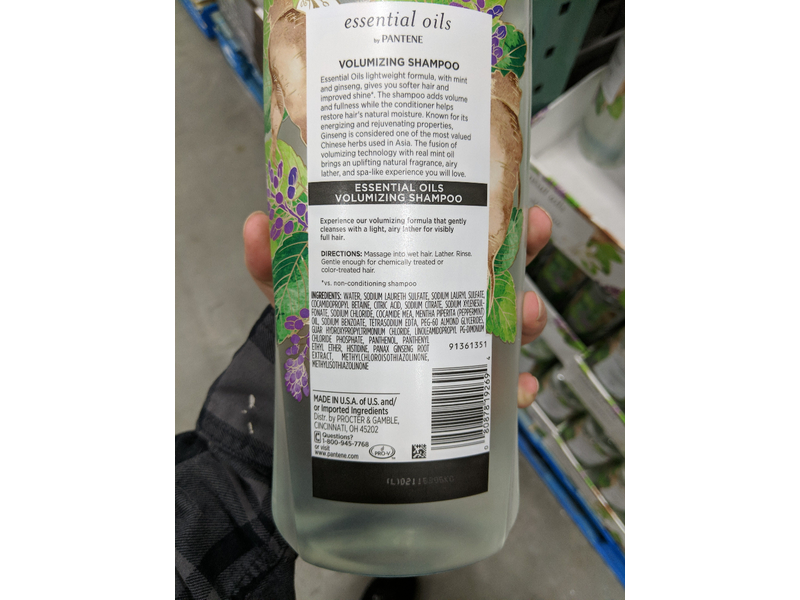 essential oils
by PANTENE
VOLUMIZING SHAMPOO
Essential Oils lightweight formula, with mint
and ginseng, gives you softer hair and
improved shine*. The shampoo adds volume
and fullness while the conditioner helps
restore hair's natural moisture. Known for its
energizing and rejuvenating properties,
Ginseng is considered one of the most valued
Chinese herbs used in Asia. The fusion of
volumizing technology with real mint oil
brings an uplifting natural fragrance, airy
lather, and spa-like experience you will love.
ESSENTIAL OILS
VOLUMIZING SHAMPOO
Experience our volumizing formula that gently
cleanses with a light, airy lather for visibly
full hair.
DIRECTIONS: Massage into wet hair. Lather. Rinse.
Gentle enough for chemically treated or
color-treated hair.
*vs. non-conditioning shampoo
INGREDIENTS: WATER, SODIUM LAURETH SULFATE, SODIUM LAURYL SULFATE,
COCAMIDOPROPYL BETAINE, CITRIC ACID, SODIUM CITRATE, SODIUM XYLENESUL-
FONATE, SODIUM CHLORIDE, COCAMIDE MEA, MENTHA PIPERITA (PEPPERMINT)
OIL, SODIUM BENZOATE, TETRASODIUM EDTA, PEG-60 ALMOND GLYCERIDES,
GUAR HYDROXYPROPYLTRIMONIUM CHLORIDE, LINOLEAMIDOPROPYL PG-DIMONIUM
CHLORIDE PHOSPHATE, PANTHENOL, PANTHENYL
ETHYL ETHER, HISTIDINE, PANAX GINSENG ROOT
EXTRACT, METHYLCHLOROISOTHIAZOLINONE,
METHYLISOTHIAZOLINONE
91361351
MADE IN U.S.A. of U.S. and/
or Imported Ingredients
Distr. by PROCTER & GAMBLE,
CINCINNATI, OH 45202
Questions?
1-800-945-7768
or visit
www.pantene.com
PRO-V
0 80878 19269 4